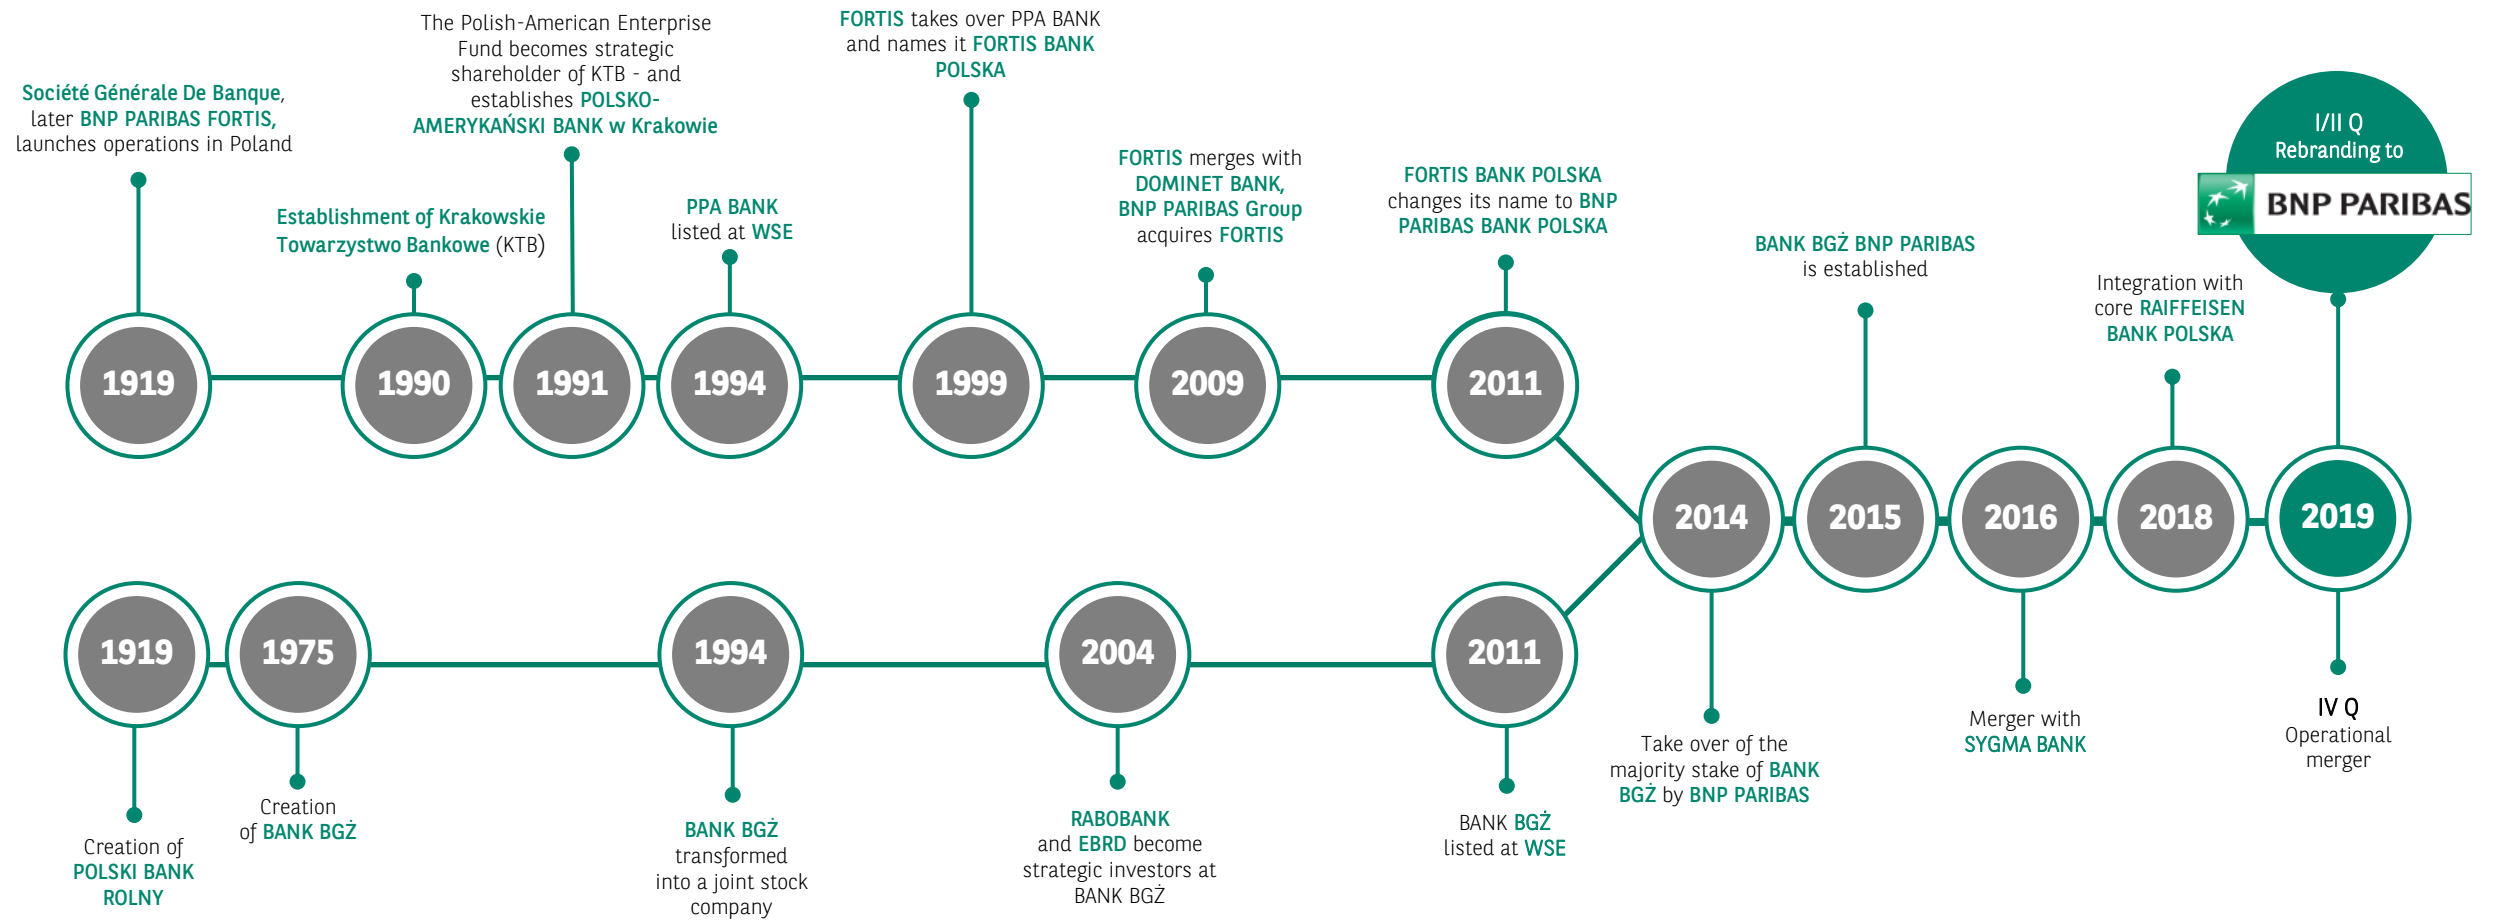 Société Générale De Banque,
later BNP PARIBAS FORTIS,
launches operations in Poland
1919
Establishment of Krakowskie
Towarzystwo Bankowe (KTB)
1990
The Polish-American Enterprise
Fund becomes strategic
shareholder of KTB - and
establishes POLSKO-
AMERYKAŃSKI BANK w Krakowie
1991
PPA BANK
listed at WSE
1994
FORTIS takes over PPA BANK
and names it FORTIS BANK
POLSKA
1999
FORTIS merges with
DOMINET BANK,
BNP PARIBAS Group
acquires FORTIS
2009
FORTIS BANK POLSKA
changes its name to BNP
PARIBAS BANK POLSKA
2011
1919
Creation of
POLSKI BANK
ROLNY
1975
Creation
of BANK BGŻ
1994
BANK BGŻ
transformed
into a joint stock
company
2004
RABOBANK
and EBRD become
strategic investors at
BANK BGŻ
2011
BANK BGŻ
listed at WSE
2014
Take over of the
majority stake of BANK
BGŻ by BNP PARIBAS
BANK BGŻ BNP PARIBAS
is established
2015
2016
Merger with
SYGMA BANK
Integration with
core RAIFFEISEN
BANK POLSKA
2018
I/II Q
Rebranding to
BNP PARIBAS
2019
IV Q
Operational
merger